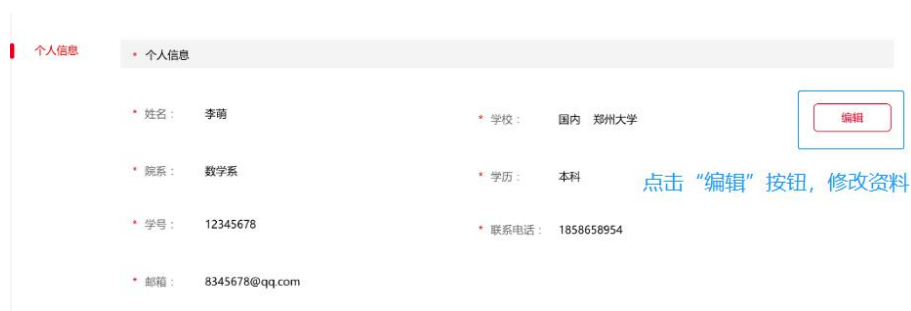 个人信息
* 个人信息
* 姓名： 李萌
* 学校： 国内 郑州大学
编辑
* 院系： 数学系
* 学历： 本科
点击“编辑”按钮，修改资料
* 学号： 12345678
* 联系电话： 1858658954
* 邮箱： 8345678@qq.com